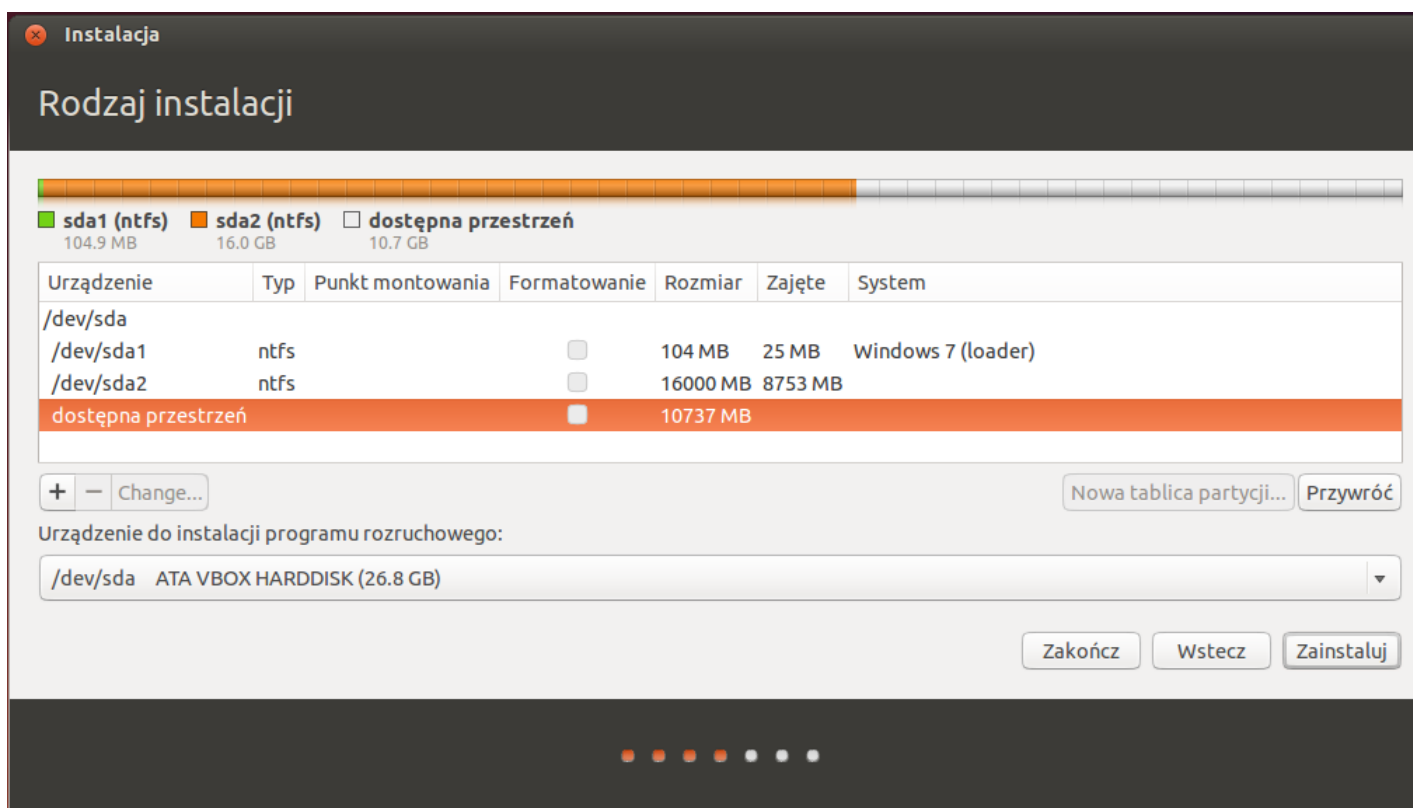 Instalacja
Rodzaj instalacji
sda1 (ntfs) sda2 (ntfs) dostępna przestrzeń
104.9 MB 16.0 GB 10.7 GB
Urządzenie Typ Punkt montowania Formatowanie Rozmiar Zajęte System
/dev/sda
/dev/sda1 ntfs 104 MB 25 MB Windows 7 (loader)
/dev/sda2 ntfs 16000 MB 8753 MB
dostępna przestrzeń 10737 MB
+ − Change... Nowa tablica partycji... Przywróć
Urządzenie do instalacji programu rozruchowego:
/dev/sda ATA VBOX HARDDISK (26.8 GB)
Zakończ Wstecz Zainstaluj